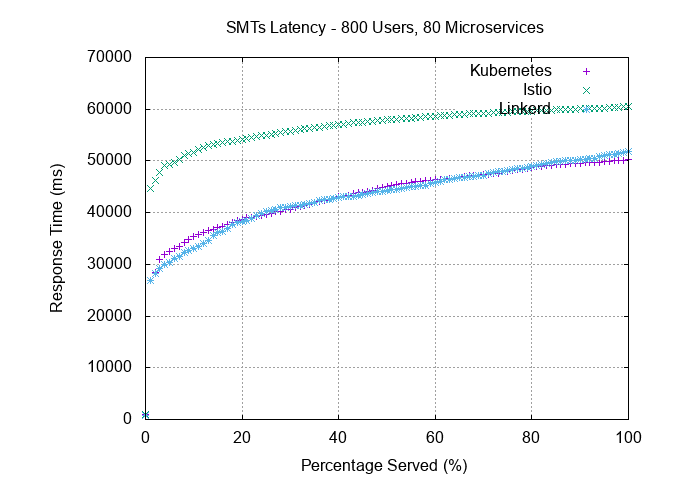 SMTs Latency - 800 Users, 80 Microservices
70000
60000
50000
40000
30000
20000
10000
0
Response Time (ms)
Kubernetes
Istio
Linkerd
0 20 40 60 80 100
Percentage Served (%)